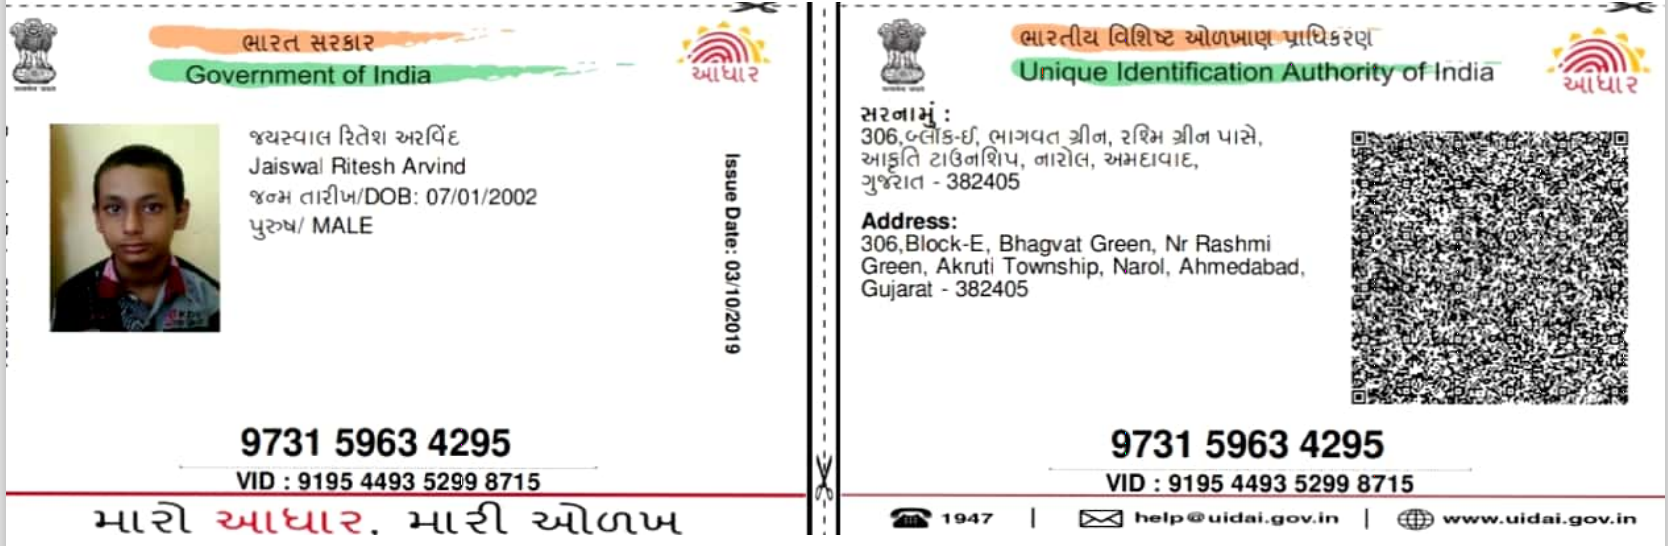 ભારત સરકાર
Government of India
આધાર
જયસ્વાલ રિતેશ અરવિંદ
Jaiswal Ritesh Arvind
જન્મ તારીખ/DOB: 07/01/2002
પુરુષ/ MALE
Issue Date: 03/10/2019
9731 5963 4295
VID : 9195 4493 5299 8715
મારો આધાર, મારી ઓળખ
ભારતીય વિશિષ્ટ ઓળખાણ પ્રાધિકરણ
Unique Identification Authority of India
આધાર
સરનામું :
306,બ્લોક-ઈ, ભાગવત ગ્રીન, રશ્મિ ગ્રીન પાસે,
આકૃતિ ટાઉનશિપ, નારોલ, અમદાવાદ,
ગુજરાત - 382405
Address:
306,Block-E, Bhagvat Green, Nr Rashmi
Green, Akruti Township, Narol, Ahmedabad,
Gujarat - 382405
9731 5963 4295
VID : 9195 4493 5299 8715
1947 | help@uidai.gov.in | www.uidai.gov.in